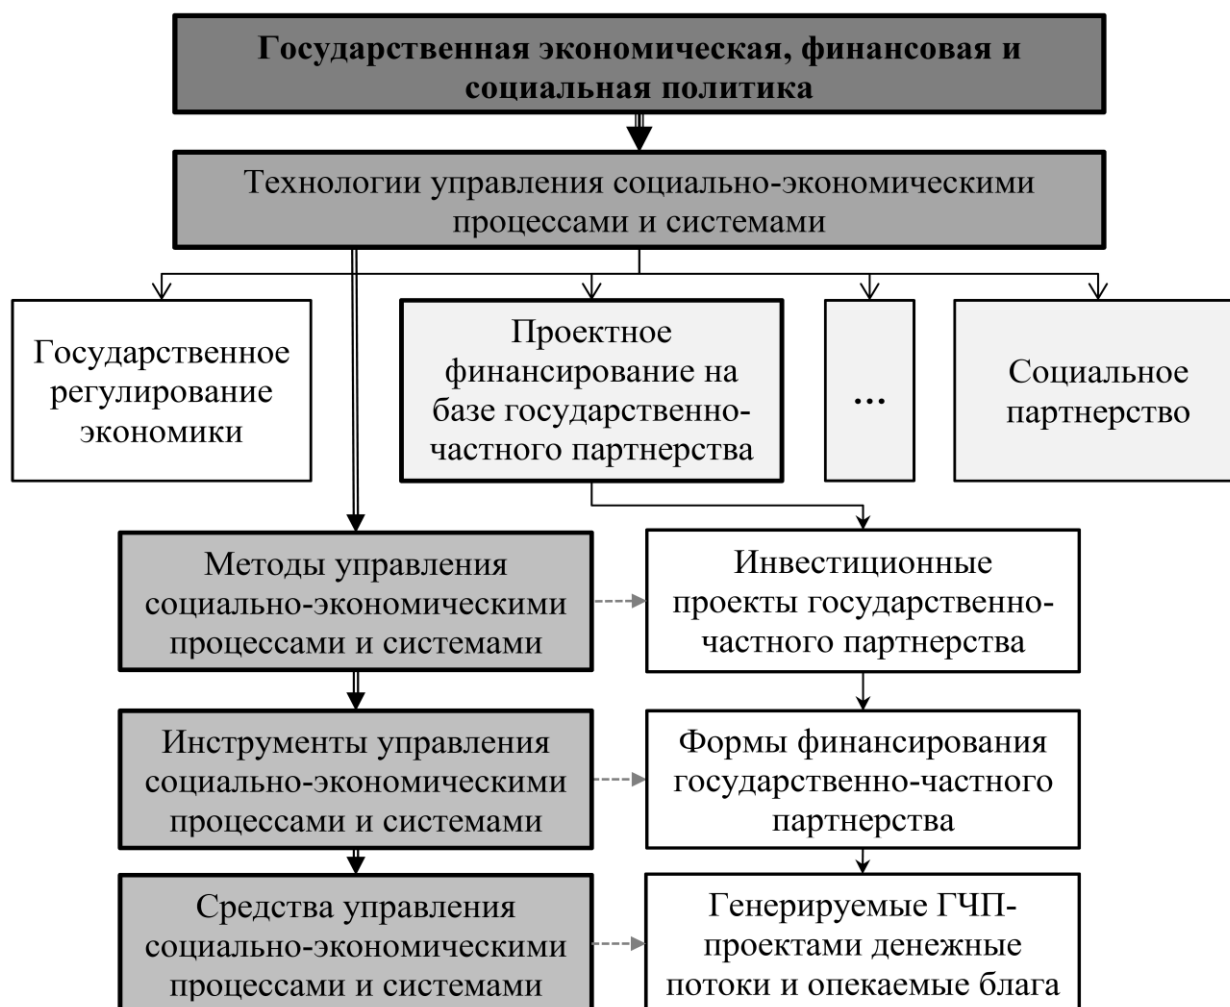 Государственная экономическая, финансовая и
социальная политика
Технологии управления социально-экономическими
процессами и системами
Государственное
регулирование
экономики
Проектное
финансирование на
базе государственно-
частного партнерства
...
Социальное
партнерство
Методы управления
социально-экономическими
процессами и системами
Инвестиционные
проекты государственно-
частного партнерства
Инструменты управления
социально-экономическими
процессами и системами
Формы финансирования
государственно-частного
партнерства
Средства управления
социально-экономическими
процессами и системами
Генерируемые ГЧП-
проектами денежные
потоки и опекаемые блага